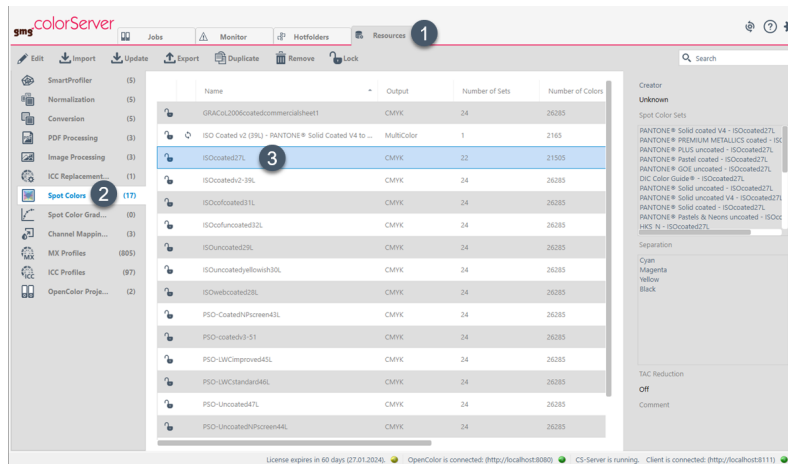 gmg colorServer
Jobs
Monitor
Hotfolders
Resources
1
Edit
Import
Update
Export
Duplicate
Remove
Lock
Search
SmartProfiler (5)
Normalization (5)
Conversion (5)
PDF Processing (3)
Image Processing (3)
ICC Replacement... (1)
Spot Colors (17)
2
Spot Color Grad... (0)
Channel Mappin... (3)
MX Profiles (805)
ICC Profiles (97)
OpenColor Proje... (2)
Name Output Number of Sets Number of Colors
GRACoL2006coatedcommercialsheet1 CMYK 24 26285
ISO Coated v2 (39L) - PANTONE® Solid Coated V4 to ... MultiColor 1 2165
ISOcoated27L CMYK 22 21505
3
ISOcoatedv2-39L CMYK 24 26285
ISOcofcoated31L CMYK 24 26285
ISOcofuncoated32L CMYK 24 26285
ISOuncoated29L CMYK 24 26285
ISOuncoatedyellowish30L CMYK 24 26285
ISOwebcoated28L CMYK 24 26285
PSO-CoatedNPscreen43L CMYK 24 26285
PSO-coatedv3-51 CMYK 24 26285
PSO-LWCimproved45L CMYK 24 26285
PSO-LWCstandard46L CMYK 24 26285
PSO-Uncoated47L CMYK 24 26285
PSO-UncoatedNPscreen44L CMYK 24 26285
Creator
Unknown
Spot Color Sets
PANTONE® Solid coated V4 - ISOcoated27L
PANTONE® PREMIUM METALLICS coated - ISO
PANTONE® PLUS uncoated - ISOcoated27L
PANTONE® Pastel coated - ISOcoated27L
PANTONE® GOE uncoated - ISOcoated27L
DIC Color Guide® - ISOcoated27L
PANTONE® Solid uncoated - ISOcoated27L
PANTONE® Solid uncoated V4 - ISOcoated27L
PANTONE® Solid coated - ISOcoated27L
PANTONE® Pastels & Neons uncoated - ISOcc
HKS N - ISOcoated27L
Separation
Cyan
Magenta
Yellow
Black
TAC Reduction
Off
Comment
License expires in 60 days (27.01.2024). OpenColor is connected: (http://localhost:8080) CS-Server is running. Client is connected: (http://localhost:8111)